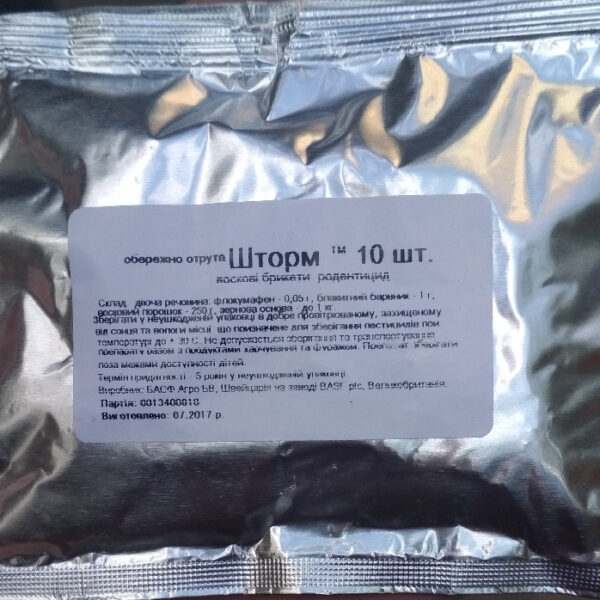 обережно отрута Шторм ™ 10 шт.
воскові брикети родентицид
Склад діюча речовина флокумафен - 0,05 г, блакитний барвник - 1 г,
восковий порошок - 250 г, зернова основа до 1 кг
Зберігати у неушкодженій упаковці в добре провітрюваному, захищеному
від сонця та вологи місці, що призначене для зберігання пестицидів при
температурі до + 30 С. Не допускається зберігання та транспортування
препарату разом з продуктами харчування та фуражем. зберігати
поза межами доступності дітей.
Термін придатності - 5 років у неушкодженій упаковці.
Виробник: БАСФ Агро БВ, Швейцарія на заводі BASF plc, Великобританія.
Партія: 0013400010
Виготовлено: 07.2017 р.